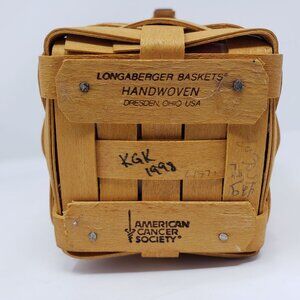 LONGABERGER BASKETS®
HANDWOVEN
DRESDEN, OHIO USA
KGK
1998
AMERICAN
CANCER
SOCIETY®